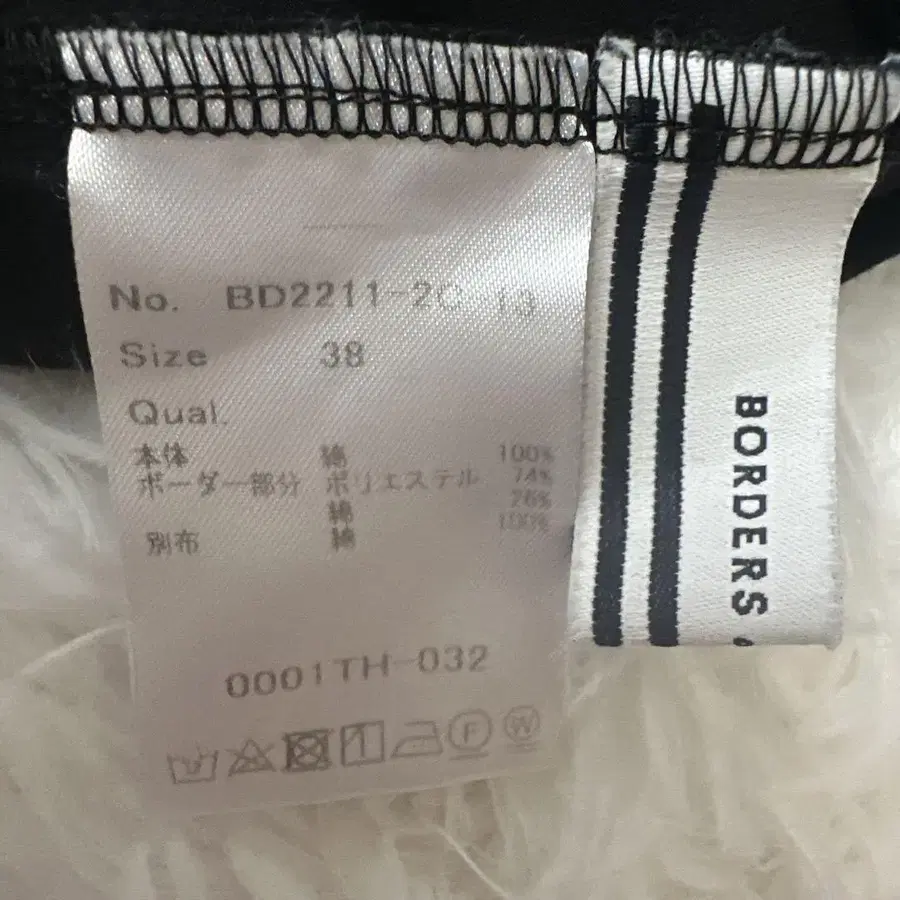 No. BD2211-2C 13
Size 38
Qual.
本体 綿 100%
ボーダー部分 ポリエステル 74%
綿 26%
別布 綿 100%
0001TH-032
F W
BORDERS